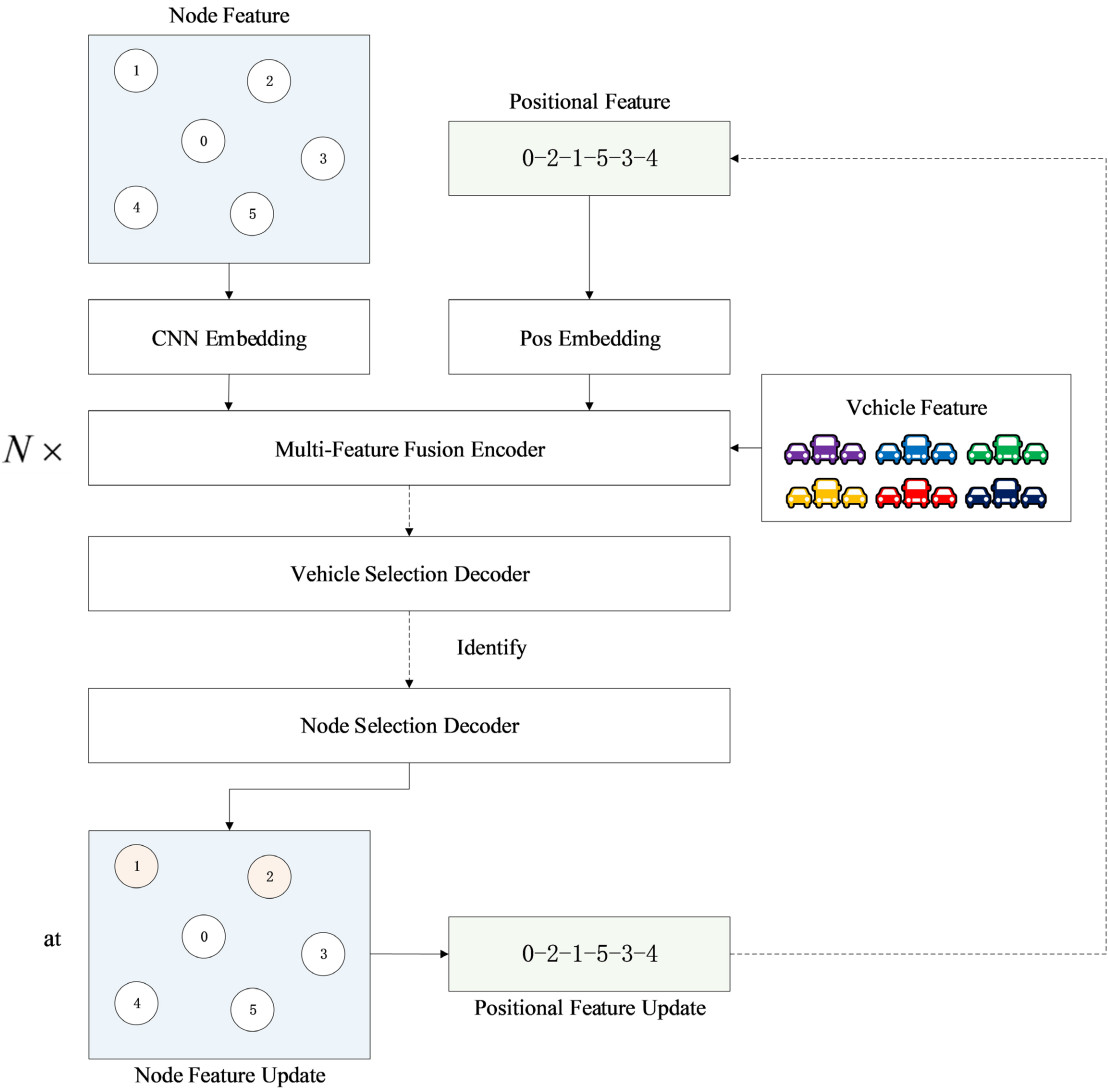 Node Feature
1
2
0
3
4
5
Positional Feature
0-2-1-5-3-4
CNN Embedding
Pos Embedding
Vchicle Feature
N ×
Multi-Feature Fusion Encoder
Vehicle Selection Decoder
Identify
Node Selection Decoder
1
2
0
3
4
5
at
0-2-1-5-3-4
Positional Feature Update
Node Feature Update